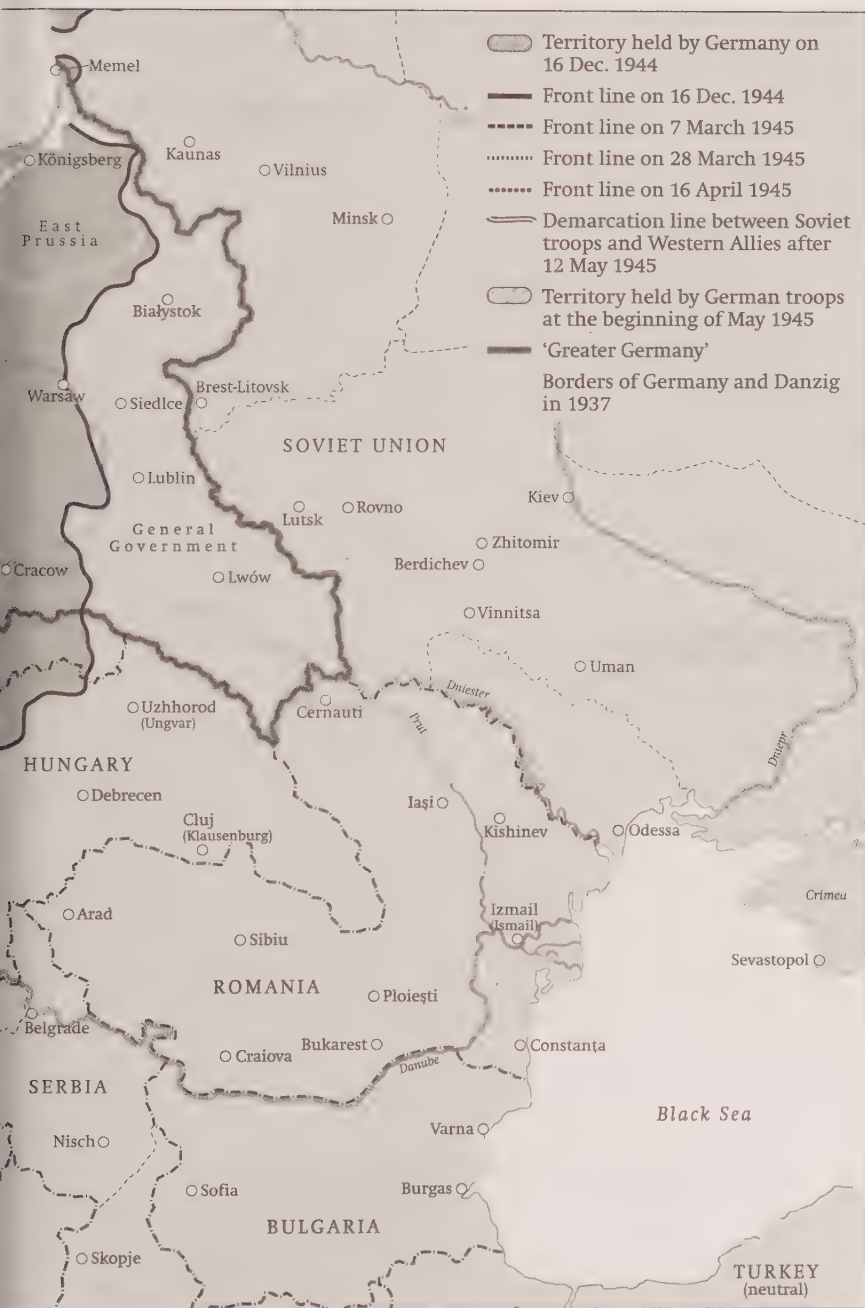 Territory held by Germany on
16 Dec. 1944
Front line on 16 Dec. 1944
Front line on 7 March 1945
Front line on 28 March 1945
Front line on 16 April 1945
Demarcation line between Soviet
troops and Western Allies after
12 May 1945
Territory held by German troops
at the beginning of May 1945
'Greater Germany'
Borders of Germany and Danzig
in 1937
Memel
Königsberg
Kaunas
Vilnius
East
Prussia
Minsk
Białystok
Warsaw
Siedlce
Brest-Litovsk
SOVIET UNION
Lublin
Kiev
Lutsk
Rovno
General
Government
Zhitomir
Cracow
Lwów
Berdichev
Vinnitsa
Uman
Dniester
Uzhhorod
(Ungvar)
Cernauti
Prut
Dniepr
HUNGARY
Debrecen
Iaşi
Cluj
(Klausenburg)
Kishinev
Odessa
Crimea
Arad
Izmail
(Ismail)
Sibiu
Sevastopol
ROMANIA
Ploieşti
Belgrade
Craiova
Bukarest
Danube
Constanţa
SERBIA
Black Sea
Varna
Nisch
Sofia
Burgas
BULGARIA
Skopje
TURKEY
(neutral)